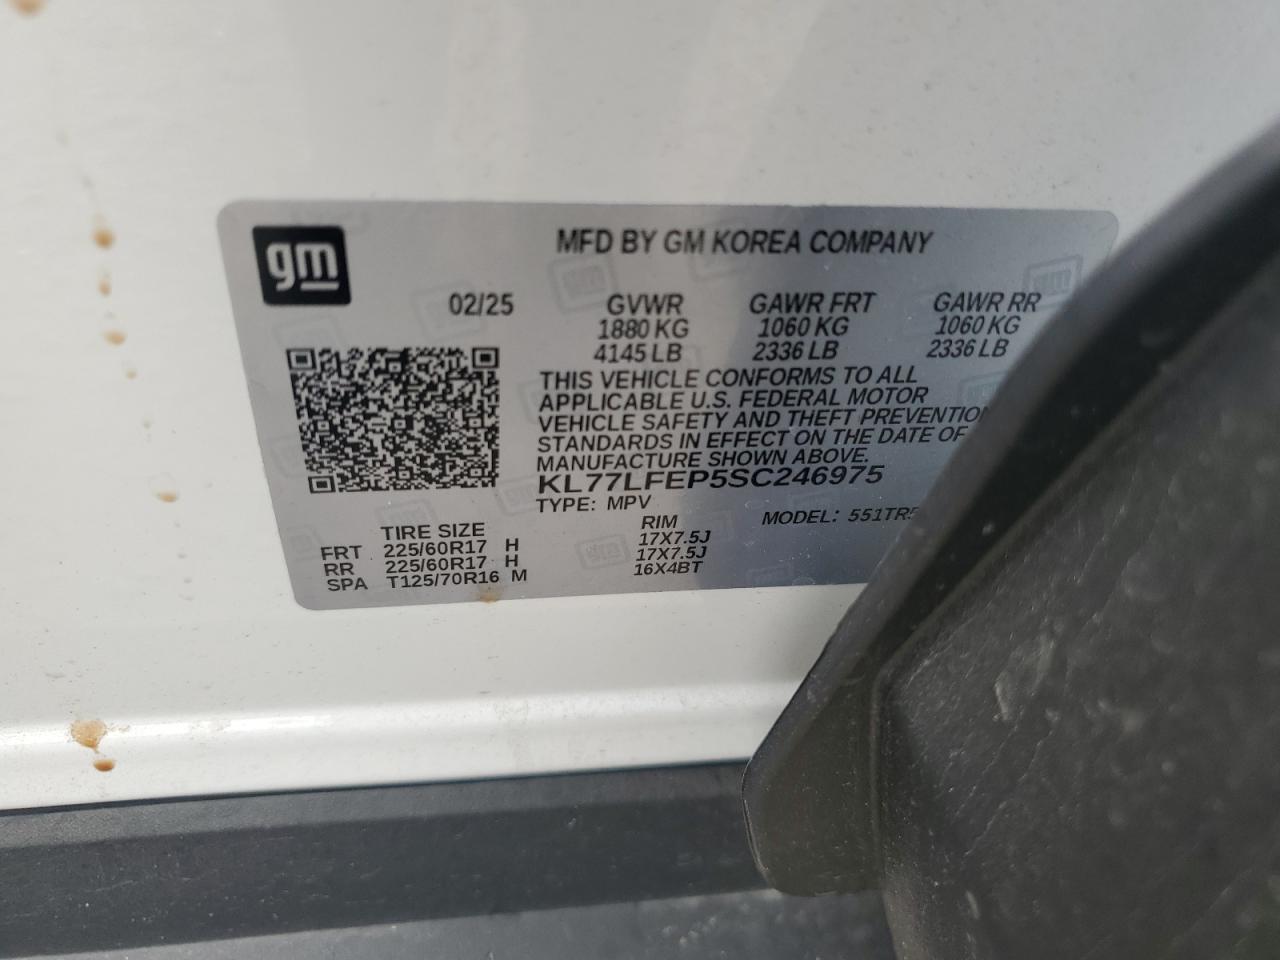 gm
MFD BY GM KOREA COMPANY
02/25 GVWR GAWR FRT GAWR RR
1880 KG 1060 KG 1060 KG
4145 LB 2336 LB 2336 LB
THIS VEHICLE CONFORMS TO ALL
APPLICABLE U.S. FEDERAL MOTOR
VEHICLE SAFETY AND THEFT PREVENTION
STANDARDS IN EFFECT ON THE DATE OF
MANUFACTURE SHOWN ABOVE.
KL77LFEP5SC246975
TYPE: MPV MODEL:
TIRE SIZE RIM
FRT 225/60R17 H 17X7.5J
RR 225/60R17 H 17X7.5J
SPA T125/70R16 M 16X4BT